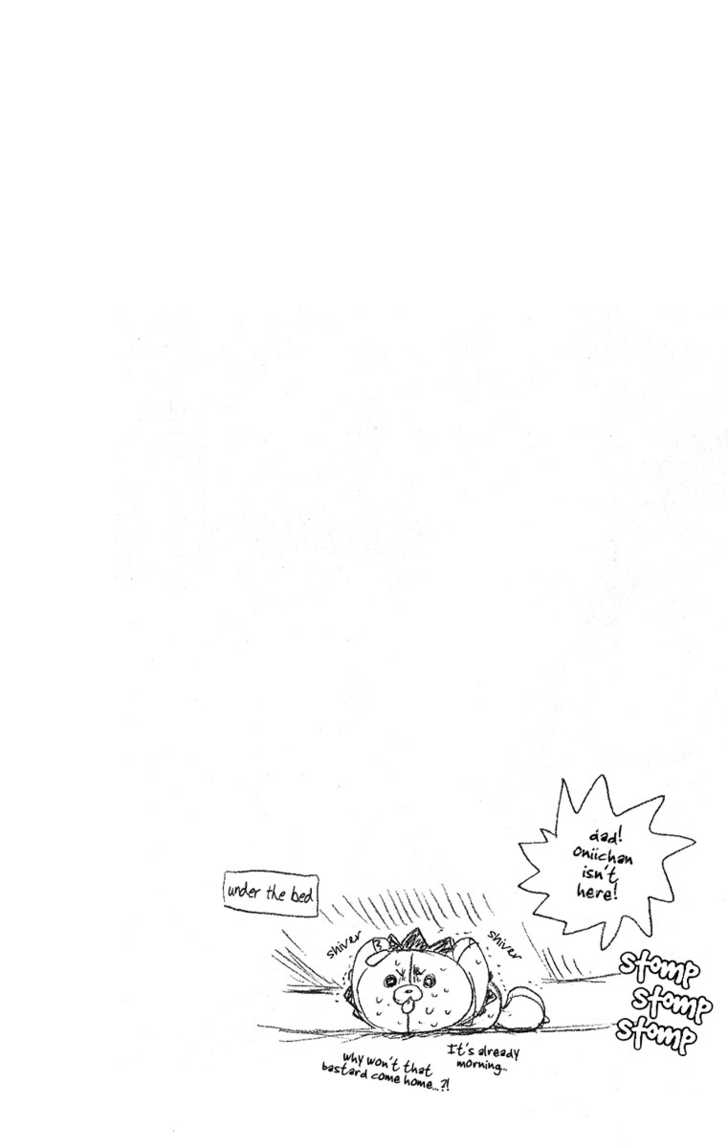 dad!
Oniichan
isn't
here!
under the bed
shiver
shiver
stomp
stomp
stomp
It's already
morning..
why won't that
bastard come home...?!